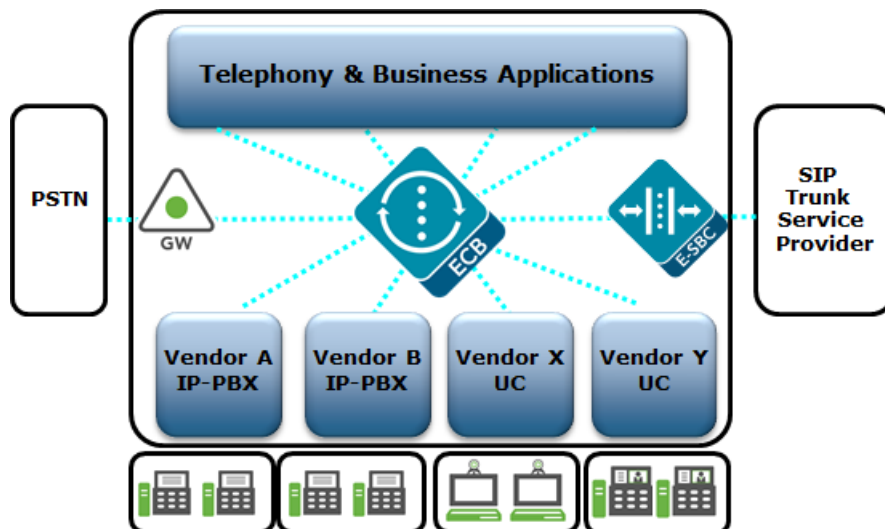 Telephony & Business Applications
PSTN
GW
ECB
E-SBC
SIP
Trunk
Service
Provider
Vendor A
IP-PBX
Vendor B
IP-PBX
Vendor X
UC
Vendor Y
UC